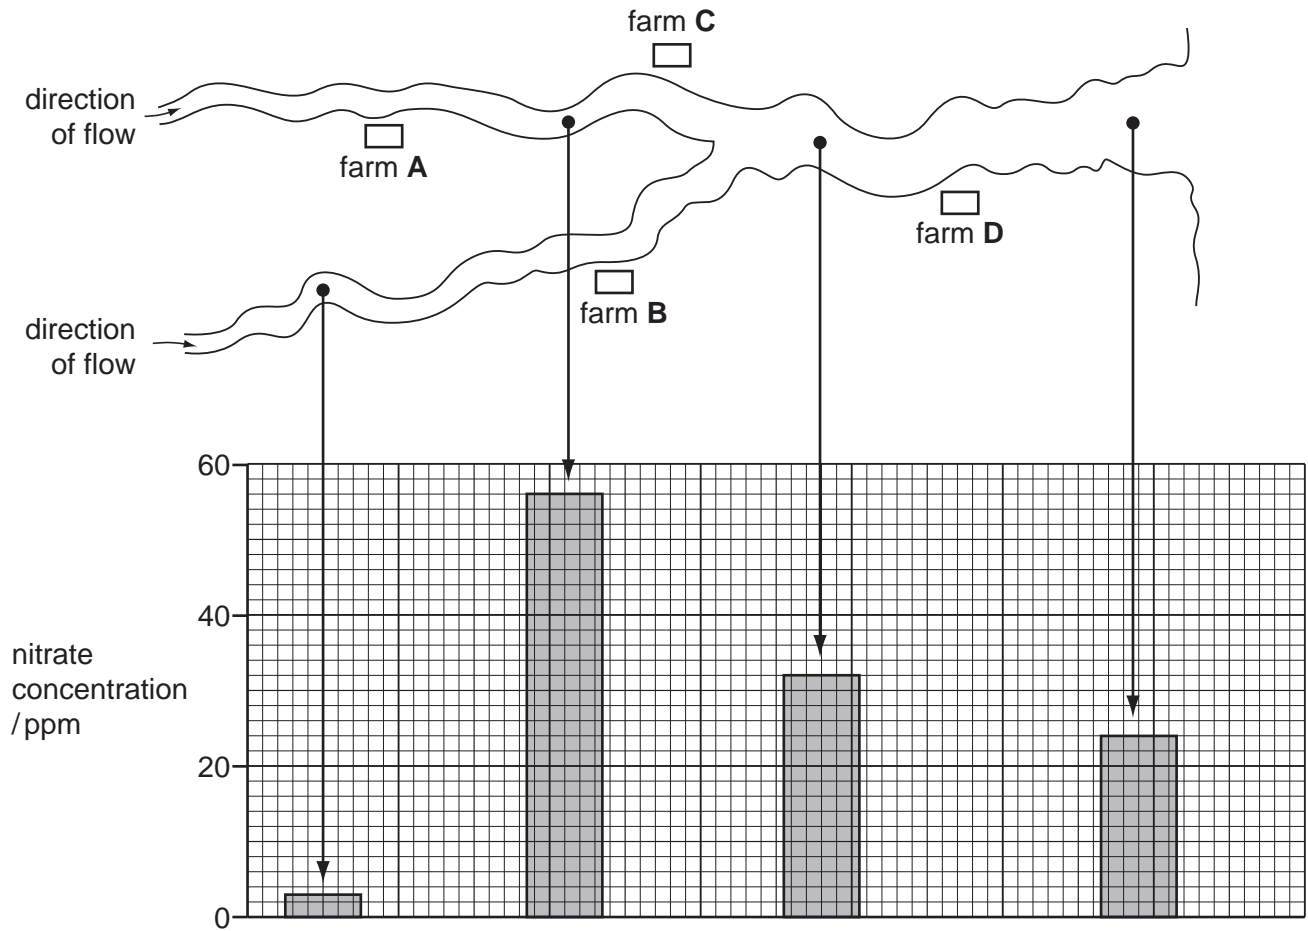 farm C
direction
of flow
farm A
farm D
farm B
direction
of flow
60
40
nitrate
concentration
/ ppm
20
0